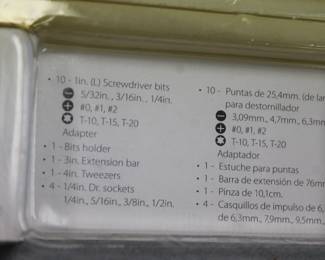 • 10 - 1in. (L) Screwdriver bits
5/32in., 3/16in., 1/4in.
#0, #1, #2
T-10, T-15, T-20
Adapter
• 1 - Bits holder
• 1 - 3in. Extension bar
• 1 - 4in. Tweezers
• 4 - 1/4in. Dr. sockets
1/4in., 5/16in., 3/8in., 1/2in.
• 10 - Puntas de 25,4mm. (de lar
para destornillador
3,09mm., 4,7mm., 6,3m
#0, #1, #2
T-10, T-15, T-20
Adaptador
• 1 - Estuche para puntas
• 1 - Barra de extensión de 76m
• 1 - Pinza de 10,1cm.
• 4 - Casquillos de impulso de 6,
de 6,3mm., 7,9mm., 9,5mm.,